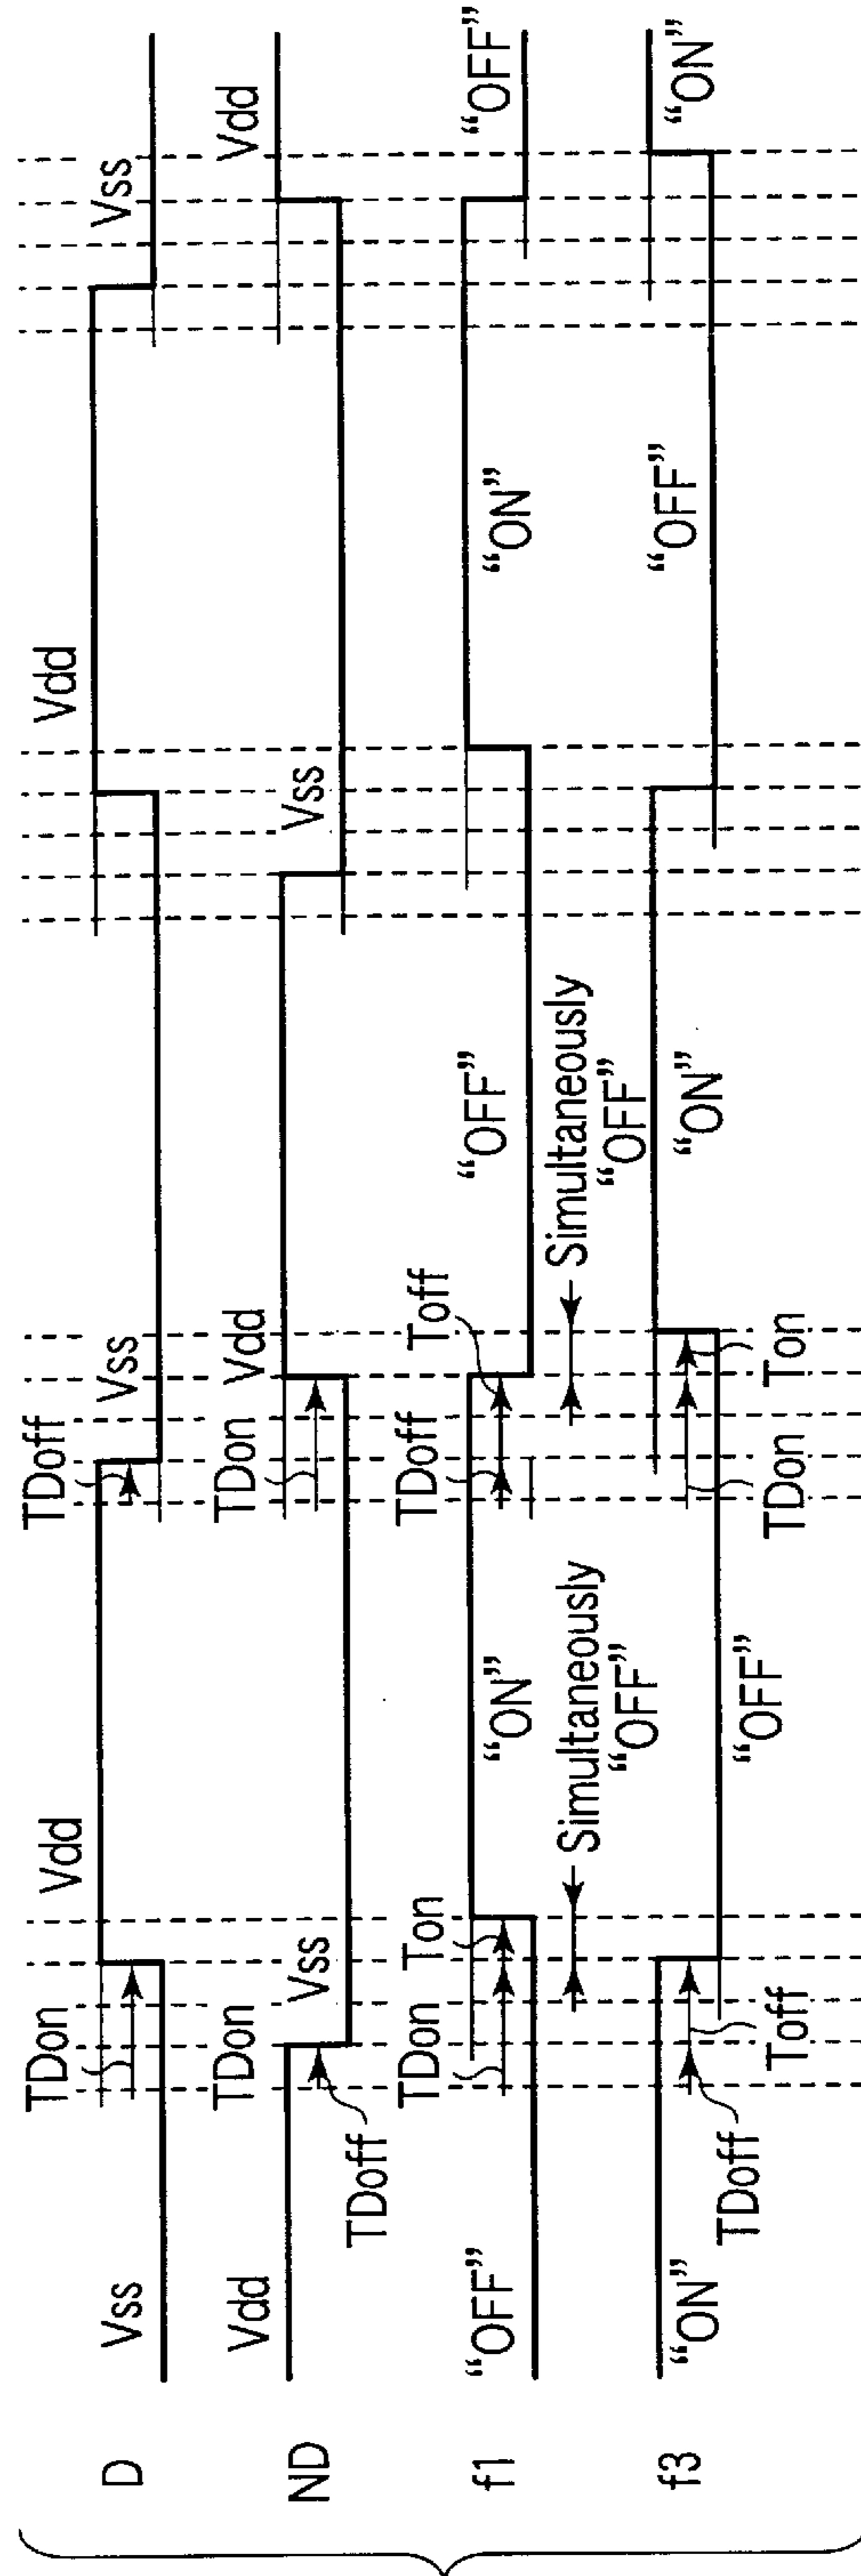 D Vss TDon Vdd TDoff Vss Vdd Vss
ND Vdd TDon Vss TDon Vdd Vss Vdd
TDoff
f1 “OFF” TDon Ton “ON” TDoff Toff “OFF” “ON” “OFF”
Simultaneously Simultaneously
“OFF” “OFF”
f3 “ON” “OFF” “ON” “OFF” “ON”
TDoff Toff TDon Ton